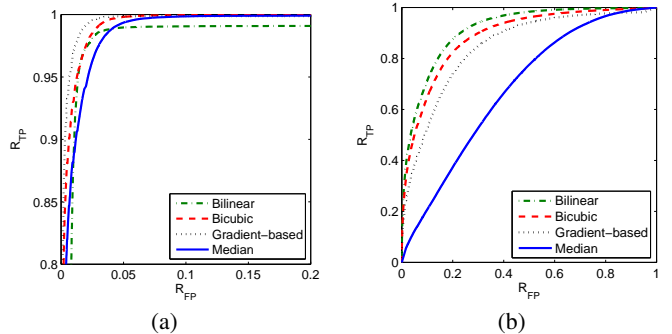 1
0.95
0.9
0.85
0.8
R_TP
0
0.05
0.1
0.15
0.2
R_FP
Bilinear
Bicubic
Gradient−based
Median
(a)
1
0.8
0.6
0.4
0.2
0
R_TP
0
0.2
0.4
0.6
0.8
1
R_FP
Bilinear
Bicubic
Gradient−based
Median
(b)